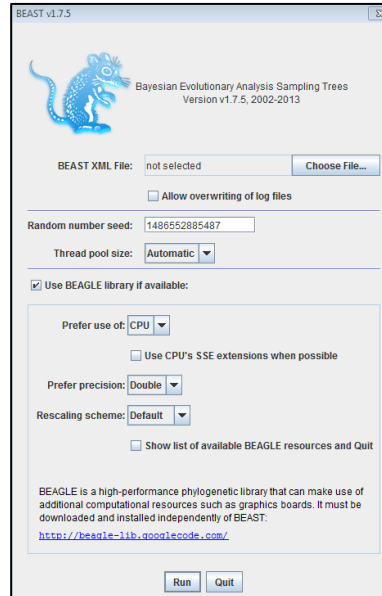 BEAST v1.7.5
Bayesian Evolutionary Analysis Sampling Trees
Version v1.7.5, 2002-2013
BEAST XML File: not selected Choose File...
Allow overwriting of log files
Random number seed: 1486552885487
Thread pool size: Automatic
Use BEAGLE library if available:
Prefer use of: CPU
Use CPU's SSE extensions when possible
Prefer precision: Double
Rescaling scheme: Default
Show list of available BEAGLE resources and Quit
BEAGLE is a high-performance phylogenetic library that can make use of
additional computational resources such as graphics boards. It must be
downloaded and installed independently of BEAST:
http://beagle-lib.googlecode.com/
Run Quit